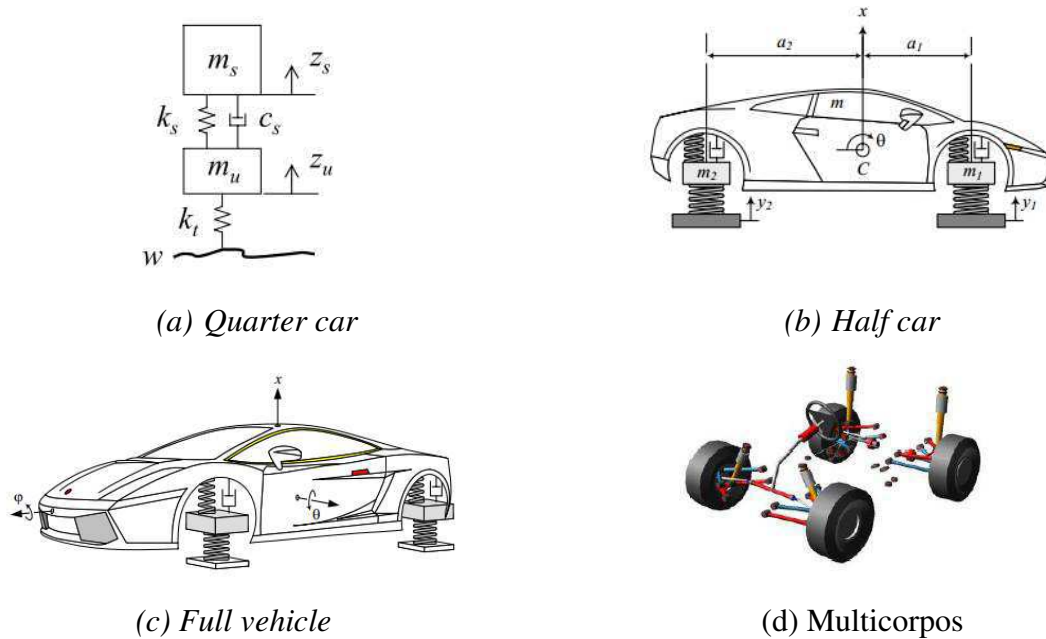 m_s
z_s
k_s
c_s
m_u
z_u
k_t
w
(a) Quarter car
x
a_2
a_1
m
θ
C
m_2
m_1
y_2
y_1
(b) Half car
x
φ
θ
(c) Full vehicle
(d) Multicorpos